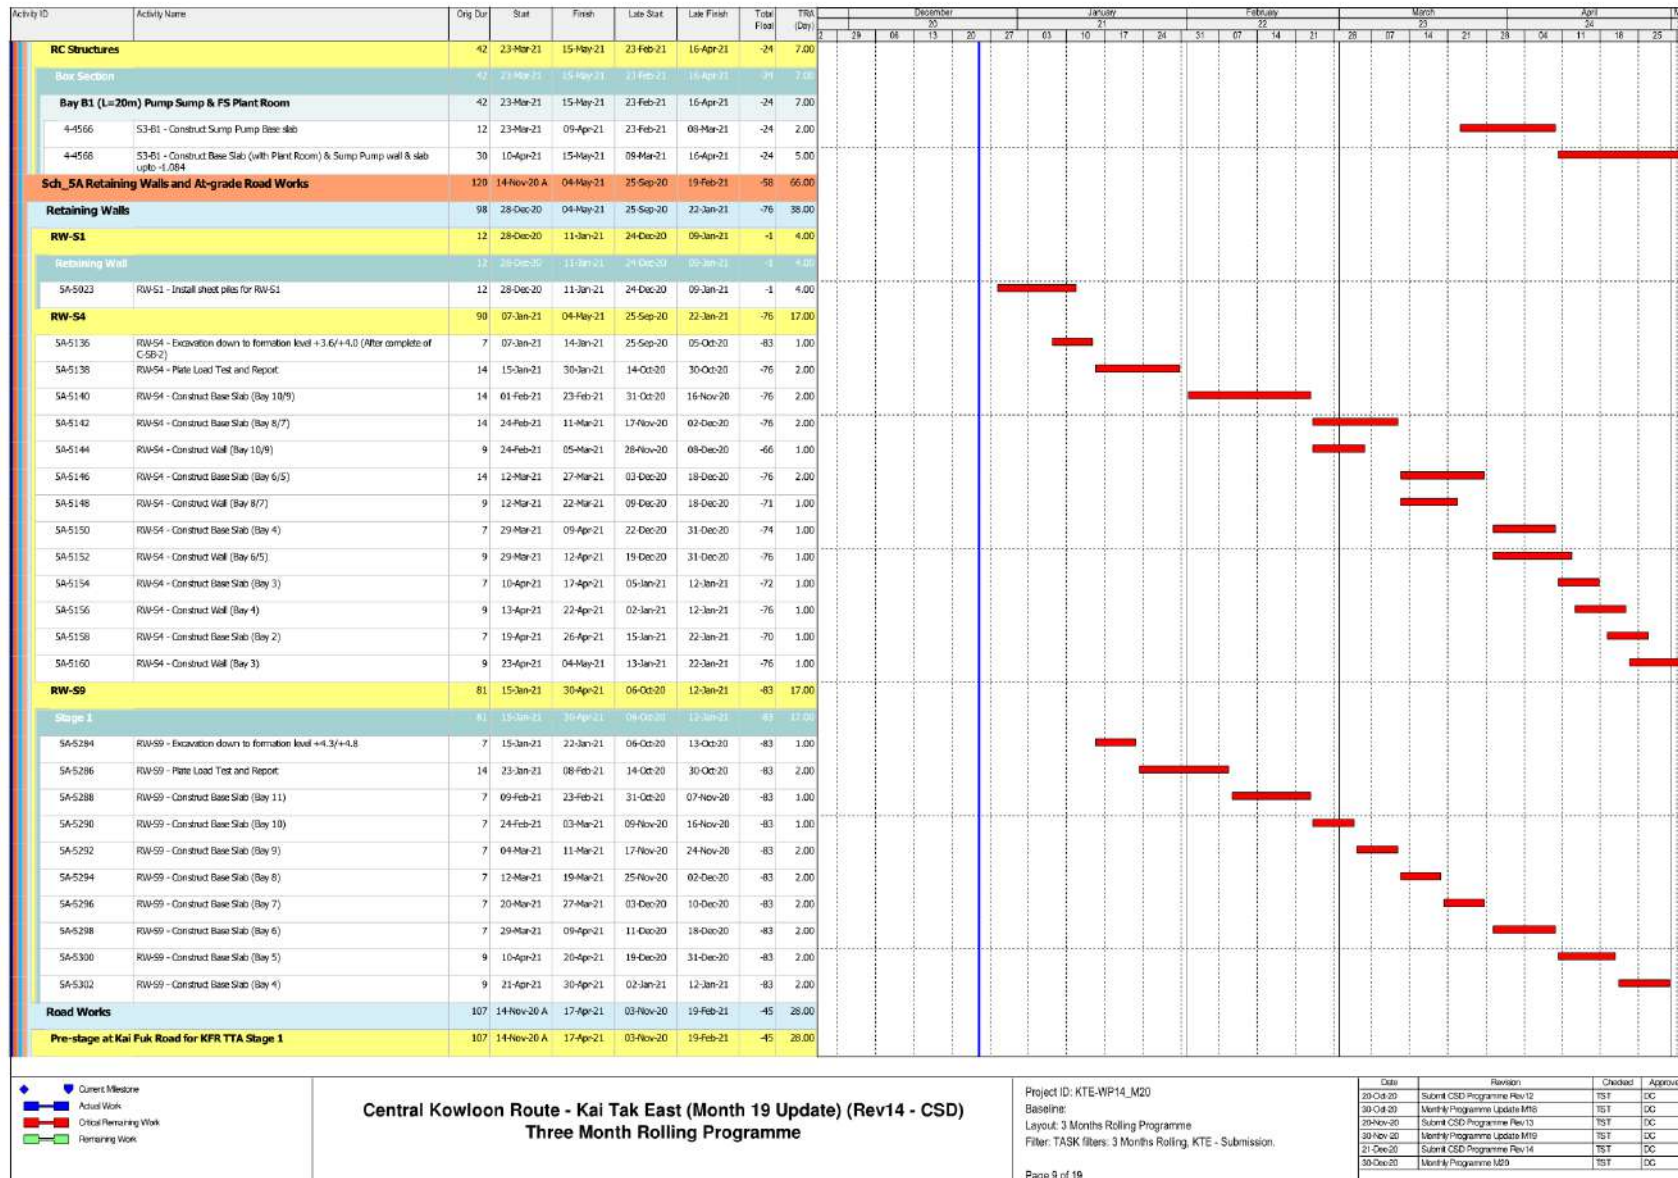 Activity ID Activity Name Orig Dur Start Finish Late Start Late Finish Total Float TRA (Day) December January February March April
20 21 22 23 24
29 06 13 20 27 03 10 17 24 31 07 14 21 28 07 14 21 28 04 11 18 25
RC Structures 42 23-Mar-21 15-May-21 23-Feb-21 16-Apr-21 -24 7.00
Box Section 42 23-Mar-21 15-May-21 23-Feb-21 16-Apr-21 -24 7.00
Bay B1 (L=20m) Pump Sump & FS Plant Room 42 23-Mar-21 15-May-21 23-Feb-21 16-Apr-21 -24 7.00
4-4566 S3-B1 - Construct Sump Pump Base slab 12 23-Mar-21 09-Apr-21 23-Feb-21 08-Mar-21 -24 2.00
4-4568 S3-B1 - Construct Base Slab (with Plant Room) & Sump Pump wall & slab upto -1.084 30 10-Apr-21 15-May-21 09-Mar-21 16-Apr-21 -24 5.00
Sch_5A Retaining Walls and At-grade Road Works 120 14-Nov-20 A 04-May-21 25-Sep-20 19-Feb-21 -58 66.00
Retaining Walls 98 28-Dec-20 04-May-21 25-Sep-20 22-Jan-21 -76 38.00
RW-S1 12 28-Dec-20 11-Jan-21 24-Dec-20 09-Jan-21 -1 4.00
Retaining Wall 12 28-Dec-20 11-Jan-21 24-Dec-20 09-Jan-21 -1 4.00
5A-5023 RW-S1 - Install sheet piles for RW-S1 12 28-Dec-20 11-Jan-21 24-Dec-20 09-Jan-21 -1 4.00
RW-S4 90 07-Jan-21 04-May-21 25-Sep-20 22-Jan-21 -76 17.00
5A-5136 RW-S4 - Excavation down to formation level +3.6/+4.0 (After complete of C-SB-2) 7 07-Jan-21 14-Jan-21 25-Sep-20 05-Oct-20 -83 1.00
5A-5138 RW-S4 - Plate Load Test and Report 14 15-Jan-21 30-Jan-21 14-Oct-20 30-Oct-20 -76 2.00
5A-5140 RW-S4 - Construct Base Slab (Bay 10/9) 14 01-Feb-21 23-Feb-21 31-Oct-20 16-Nov-20 -76 2.00
5A-5142 RW-S4 - Construct Base Slab (Bay 8/7) 14 24-Feb-21 11-Mar-21 17-Nov-20 02-Dec-20 -76 2.00
5A-5144 RW-S4 - Construct Wall (Bay 10/9) 9 24-Feb-21 05-Mar-21 28-Nov-20 08-Dec-20 -66 1.00
5A-5146 RW-S4 - Construct Base Slab (Bay 6/5) 14 12-Mar-21 27-Mar-21 03-Dec-20 18-Dec-20 -76 2.00
5A-5148 RW-S4 - Construct Wall (Bay 8/7) 9 12-Mar-21 22-Mar-21 09-Dec-20 18-Dec-20 -71 1.00
5A-5150 RW-S4 - Construct Base Slab (Bay 4) 7 29-Mar-21 09-Apr-21 22-Dec-20 31-Dec-20 -74 1.00
5A-5152 RW-S4 - Construct Wall (Bay 6/5) 9 29-Mar-21 12-Apr-21 19-Dec-20 31-Dec-20 -76 1.00
5A-5154 RW-S4 - Construct Base Slab (Bay 3) 7 10-Apr-21 17-Apr-21 05-Jan-21 12-Jan-21 -72 1.00
5A-5156 RW-S4 - Construct Wall (Bay 4) 9 13-Apr-21 22-Apr-21 02-Jan-21 12-Jan-21 -76 1.00
5A-5158 RW-S4 - Construct Base Slab (Bay 2) 7 19-Apr-21 26-Apr-21 15-Jan-21 22-Jan-21 -70 1.00
5A-5160 RW-S4 - Construct Wall (Bay 3) 9 23-Apr-21 04-May-21 13-Jan-21 22-Jan-21 -76 1.00
RW-S9 81 15-Jan-21 30-Apr-21 06-Oct-20 12-Jan-21 -83 17.00
Stage 1 81 15-Jan-21 30-Apr-21 06-Oct-20 12-Jan-21 -83 17.00
5A-5284 RW-S9 - Excavation down to formation level +4.3/+4.8 7 15-Jan-21 22-Jan-21 06-Oct-20 13-Oct-20 -83 1.00
5A-5286 RW-S9 - Plate Load Test and Report 14 23-Jan-21 08-Feb-21 14-Oct-20 30-Oct-20 -83 2.00
5A-5288 RW-S9 - Construct Base Slab (Bay 11) 7 09-Feb-21 23-Feb-21 31-Oct-20 07-Nov-20 -83 1.00
5A-5290 RW-S9 - Construct Base Slab (Bay 10) 7 24-Feb-21 03-Mar-21 09-Nov-20 16-Nov-20 -83 1.00
5A-5292 RW-S9 - Construct Base Slab (Bay 9) 7 04-Mar-21 11-Mar-21 17-Nov-20 24-Nov-20 -83 2.00
5A-5294 RW-S9 - Construct Base Slab (Bay 8) 7 12-Mar-21 19-Mar-21 25-Nov-20 02-Dec-20 -83 2.00
5A-5296 RW-S9 - Construct Base Slab (Bay 7) 7 20-Mar-21 27-Mar-21 03-Dec-20 10-Dec-20 -83 2.00
5A-5298 RW-S9 - Construct Base Slab (Bay 6) 7 29-Mar-21 09-Apr-21 11-Dec-20 18-Dec-20 -83 2.00
5A-5300 RW-S9 - Construct Base Slab (Bay 5) 9 10-Apr-21 20-Apr-21 19-Dec-20 31-Dec-20 -83 2.00
5A-5302 RW-S9 - Construct Base Slab (Bay 4) 9 21-Apr-21 30-Apr-21 02-Jan-21 12-Jan-21 -83 2.00
Road Works 107 14-Nov-20 A 17-Apr-21 03-Nov-20 19-Feb-21 -45 28.00
Pre-stage at Kai Fuk Road for KFR TTA Stage 1 107 14-Nov-20 A 17-Apr-21 03-Nov-20 19-Feb-21 -45 28.00
Current Milestone
Actual Work
Critical Remaining Work
Remaining Work
Central Kowloon Route - Kai Tak East (Month 19 Update) (Rev14 - CSD)
Three Month Rolling Programme
Project ID: KTE-WP14_M20
Baseline:
Layout: 3 Months Rolling Programme
Filter: TASK filters: 3 Months Rolling, KTE - Submission.
Page 9 of 19
Date Revision Checked Approve
20-Oct-20 Submit CSD Programme Rev12 TST DC
30-Oct-20 Monthly Programme Update M18 TST DC
20-Nov-20 Submit CSD Programme Rev13 TST DC
30-Nov-20 Monthly Programme Update M19 TST DC
21-Dec-20 Submit CSD Programme Rev14 TST DC
30-Dec-20 Monthly Programme M20 TST DC